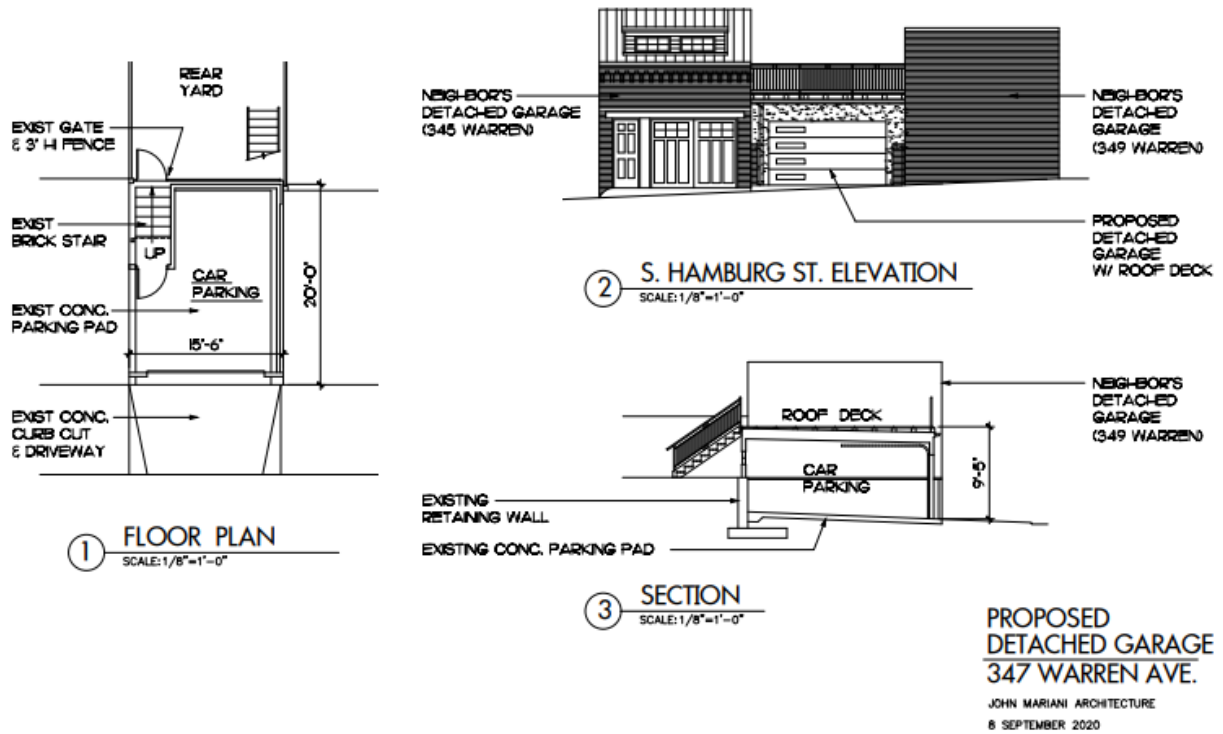 REAR
YARD
EXIST GATE
& 3' H FENCE
EXIST
BRICK STAIR
UP
CAR
PARKING
20'-0"
EXIST CONC.
PARKING PAD
15'-6"
EXIST CONC.
CURB CUT
& DRIVEWAY
1
FLOOR PLAN
SCALE:1/8"=1'-0"
NEIGHBOR'S
DETACHED GARAGE
(345 WARREN)
NEIGHBOR'S
DETACHED
GARAGE
(349 WARREN)
PROPOSED
DETACHED
GARAGE
W/ ROOF DECK
2
S. HAMBURG ST. ELEVATION
SCALE:1/8"=1'-0"
NEIGHBOR'S
DETACHED
GARAGE
(349 WARREN)
ROOF DECK
CAR
PARKING
9'-5"
EXISTING
RETAINING WALL
EXISTING CONC. PARKING PAD
3
SECTION
SCALE:1/8"=1'-0"
PROPOSED
DETACHED GARAGE
347 WARREN AVE.
JOHN MARIANI ARCHITECTURE
8 SEPTEMBER 2020